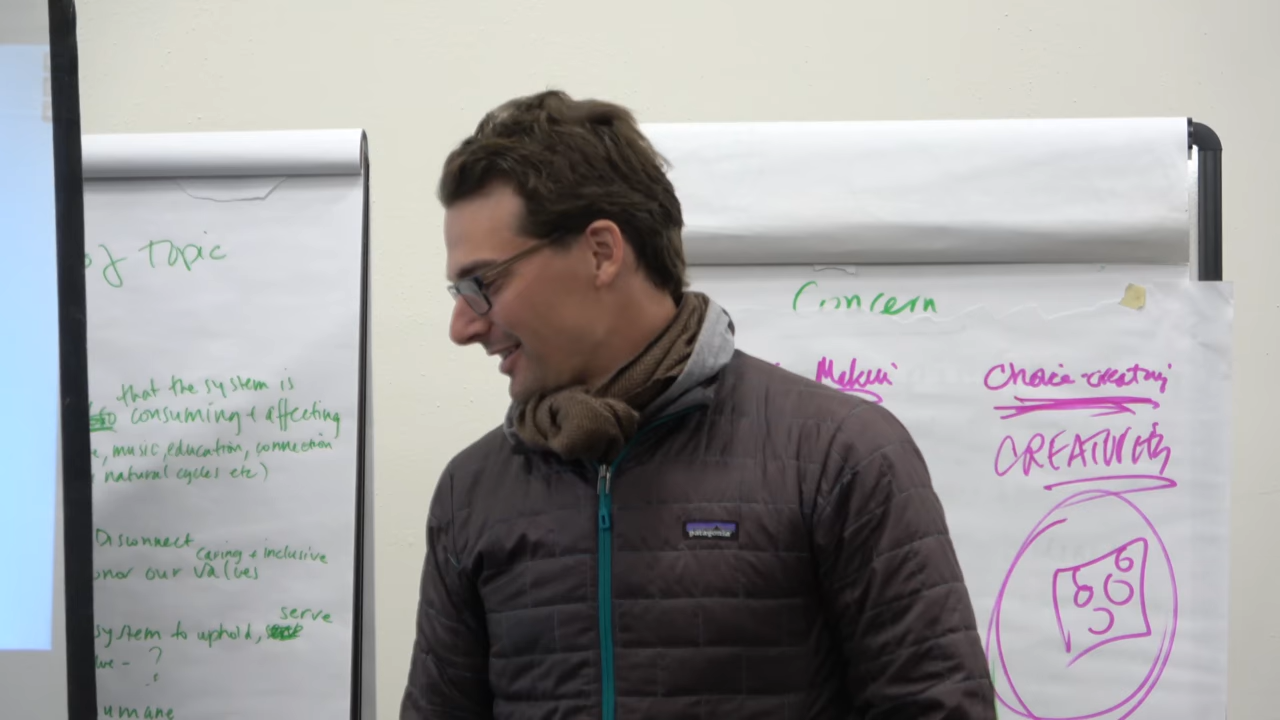 of Topic
that the system is
consuming + affecting
, music, education, connection
natural cycles etc)
Disconnect
caring + inclusive
our values
serve
system to uphold,
- ?
umane
patagonia
Concern
Choice-creating
CREATIVITY